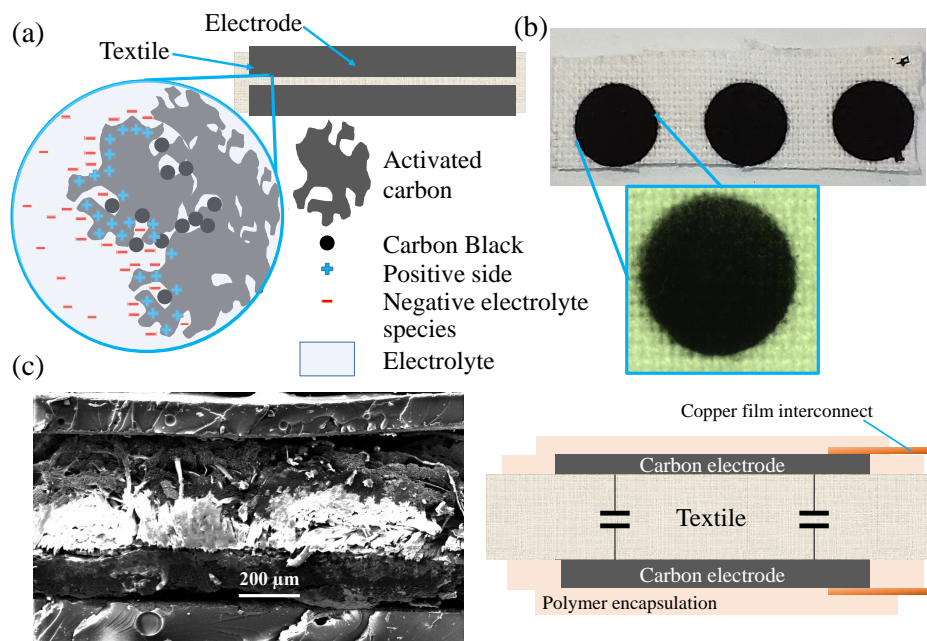 (a)
Electrode
Textile
Activated
carbon
Carbon Black
Positive side
Negative electrolyte
species
Electrolyte
(b)
(c)
200 µm
Copper film interconnect
Carbon electrode
Textile
Carbon electrode
Polymer encapsulation